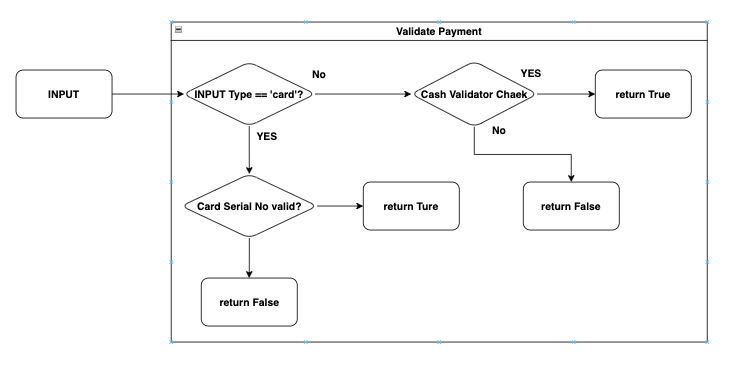 Validate Payment
INPUT
INPUT Type == 'card'?
No
Cash Validator Chaek
YES
return True
YES
No
Card Serial No valid?
return Ture
return False
return False